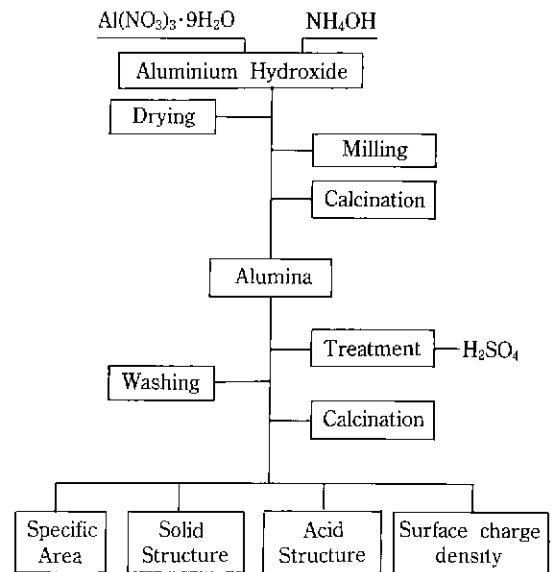 Al(NO₃)₃·9H₂O NH₄OH
Aluminium Hydroxide
Drying
Milling
Calcination
Alumina
Treatment H₂SO₄
Washing
Calcination
Specific Area
Solid Structure
Acid Structure
Surface charge density